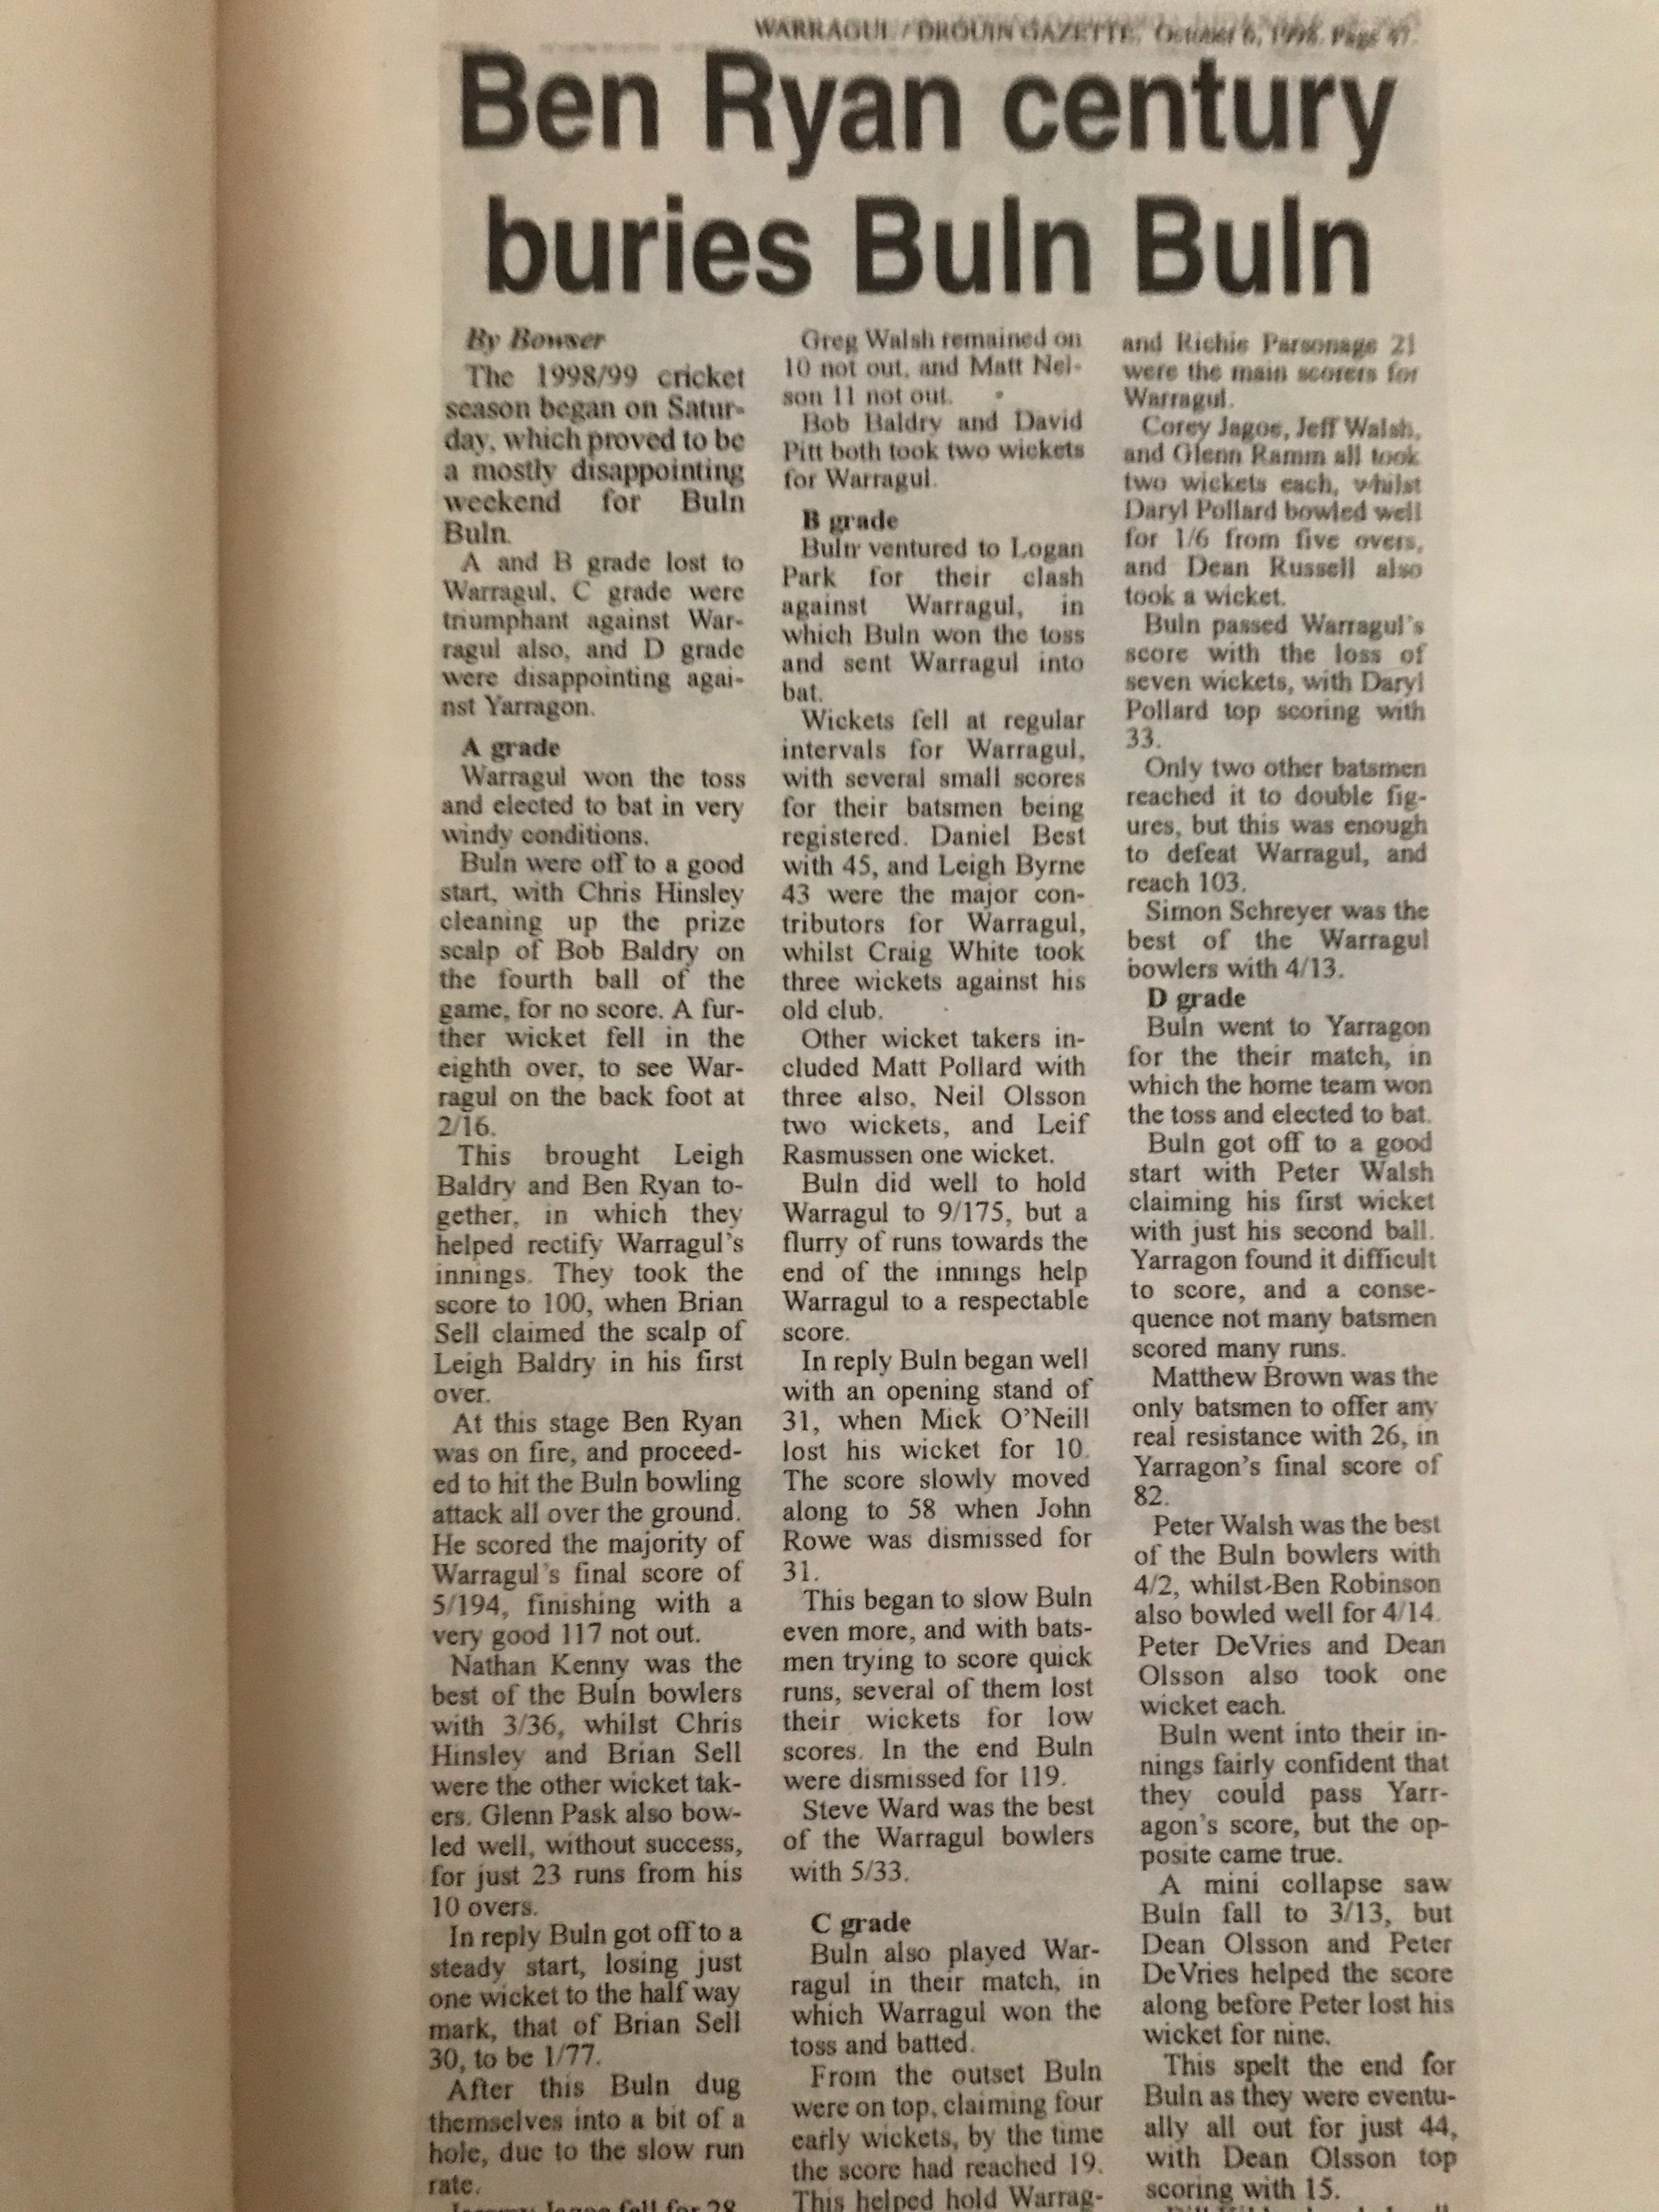 WARRAGUL / DROUIN GAZETTE, October 6, 1998. Page
Ben Ryan century
buries Buln Buln
By Bowser
The 1998/99 cricket
season began on Satur-
day, which proved to be
a mostly disappointing
weekend for Buln
Buln.
A and B grade lost to
Warragul, C grade were
triumphant against War-
ragul also, and D grade
were disappointing agai-
nst Yarragon.
A grade
Warragul won the toss
and elected to bat in very
windy conditions.
Buln were off to a good
start, with Chris Hinsley
cleaning up the prize
scalp of Bob Baldry on
the fourth ball of the
game, for no score. A fur-
ther wicket fell in the
eighth over, to see War-
ragul on the back foot at
2/16.
This brought Leigh
Baldry and Ben Ryan to-
gether, in which they
helped rectify Warragul's
innings. They took the
score to 100, when Brian
Sell claimed the scalp of
Leigh Baldry in his first
over.
At this stage Ben Ryan
was on fire, and proceed-
ed to hit the Buln bowling
attack all over the ground.
He scored the majority of
Warragul's final score of
5/194, finishing with a
very good 117 not out.
Nathan Kenny was the
best of the Buln bowlers
with 3/36, whilst Chris
Hinsley and Brian Sell
were the other wicket tak-
ers. Glenn Pask also bow-
led well, without success,
for just 23 runs from his
10 overs.
In reply Buln got off to a
steady start, losing just
one wicket to the half way
mark, that of Brian Sell
30, to be 1/77.
After this Buln dug
themselves into a bit of a
hole, due to the slow run
rate.
Jagoe fell for 28
Greg Walsh remained on
10 not out, and Matt Nel-
son 11 not out.
Bob Baldry and David
Pitt both took two wickets
for Warragul.
B grade
Buln ventured to Logan
Park for their clash
against Warragul, in
which Buln won the toss
and sent Warragul into
bat.
Wickets fell at regular
intervals for Warragul,
with several small scores
for their batsmen being
registered. Daniel Best
with 45, and Leigh Byrne
43 were the major con-
tributors for Warragul,
whilst Craig White took
three wickets against his
old club.
Other wicket takers in-
cluded Matt Pollard with
three also, Neil Olsson
two wickets, and Leif
Rasmussen one wicket.
Buln did well to hold
Warragul to 9/175, but a
flurry of runs towards the
end of the innings help
Warragul to a respectable
score.
In reply Buln began well
with an opening stand of
31, when Mick O'Neill
lost his wicket for 10.
The score slowly moved
along to 58 when John
Rowe was dismissed for
31.
This began to slow Buln
even more, and with bats-
men trying to score quick
runs, several of them lost
their wickets for low
scores. In the end Buln
were dismissed for 119.
Steve Ward was the best
of the Warragul bowlers
with 5/33.
C grade
Buln also played War-
ragul in their match, in
which Warragul won the
toss and batted.
From the outset Buln
were on top, claiming four
early wickets, by the time
the score had reached 19.
This helped hold Warrag-
and Richie Parsonage 21
were the main scorers for
Warragul.
Corey Jagoe, Jeff Walsh,
and Glenn Ramm all took
two wickets each, whilst
Daryl Pollard bowled well
for 1/6 from five overs,
and Dean Russell also
took a wicket.
Buln passed Warragul's
score with the loss of
seven wickets, with Daryl
Pollard top scoring with
33.
Only two other batsmen
reached it to double fig-
ures, but this was enough
to defeat Warragul, and
reach 103.
Simon Schreyer was the
best of the Warragul
bowlers with 4/13.
D grade
Buln went to Yarragon
for the their match, in
which the home team won
the toss and elected to bat.
Buln got off to a good
start with Peter Walsh
claiming his first wicket
with just his second ball.
Yarragon found it difficult
to score, and a conse-
quence not many batsmen
scored many runs.
Matthew Brown was the
only batsmen to offer any
real resistance with 26, in
Yarragon's final score of
82.
Peter Walsh was the best
of the Buln bowlers with
4/2, whilst Ben Robinson
also bowled well for 4/14.
Peter DeVries and Dean
Olsson also took one
wicket each.
Buln went into their in-
nings fairly confident that
they could pass Yarr-
agon's score, but the op-
posite came true.
A mini collapse saw
Buln fall to 3/13, but
Dean Olsson and Peter
DeVries helped the score
along before Peter lost his
wicket for nine.
This spelt the end for
Buln as they were eventu-
ally all out for just 44,
with Dean Olsson top
scoring with 15.